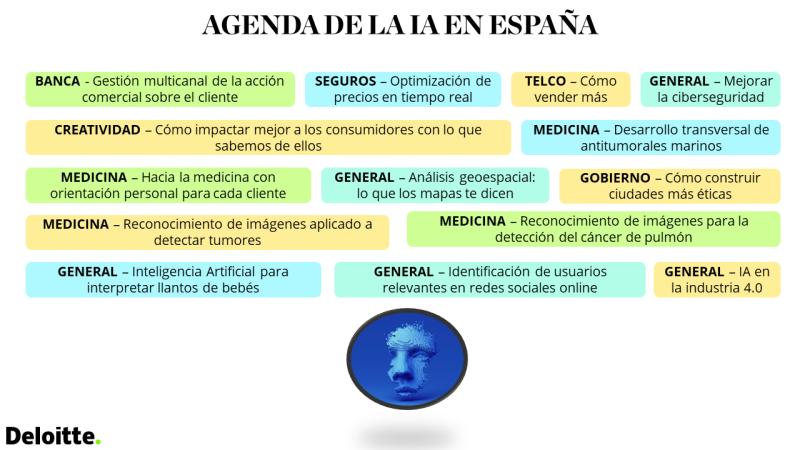 AGENDA DE LA IA EN ESPAÑA
BANCA - Gestión multicanal de la acción
comercial sobre el cliente
SEGUROS – Optimización de
precios en tiempo real
TELCO – Cómo
vender más
GENERAL – Mejorar
la ciberseguridad
CREATIVIDAD – Cómo impactar mejor a los consumidores con lo que
sabemos de ellos
MEDICINA – Desarrollo transversal de
antitumorales marinos
MEDICINA – Hacia la medicina con
orientación personal para cada cliente
GENERAL – Análisis geoespacial:
lo que los mapas te dicen
GOBIERNO – Cómo construir
ciudades más éticas
MEDICINA – Reconocimiento de imágenes aplicado a
detectar tumores
MEDICINA – Reconocimiento de imágenes para la
detección del cáncer de pulmón
GENERAL – Inteligencia Artificial para
interpretar llantos de bebés
GENERAL – Identificación de usuarios
relevantes en redes sociales online
GENERAL – IA en
la industria 4.0
Deloitte.